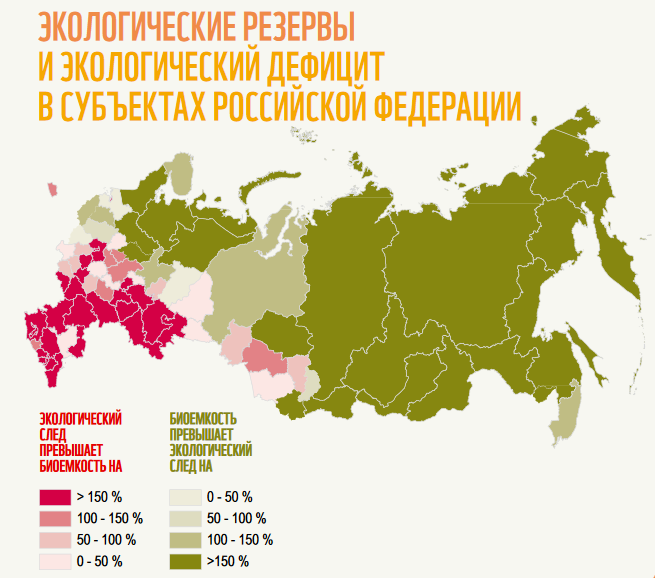 ЭКОЛОГИЧЕСКИЕ РЕЗЕРВЫ
И ЭКОЛОГИЧЕСКИЙ ДЕФИЦИТ
В СУБЪЕКТАХ РОССИЙСКОЙ ФЕДЕРАЦИИ
ЭКОЛОГИЧЕСКИЙ
СЛЕД
ПРЕВЫШАЕТ
БИОЕМКОСТЬ НА
> 150 %
100 - 150 %
50 - 100 %
0 - 50 %
БИОЕМКОСТЬ
ПРЕВЫШАЕТ
ЭКОЛОГИЧЕСКИЙ
СЛЕД НА
0 - 50 %
50 - 100 %
100 - 150 %
>150 %